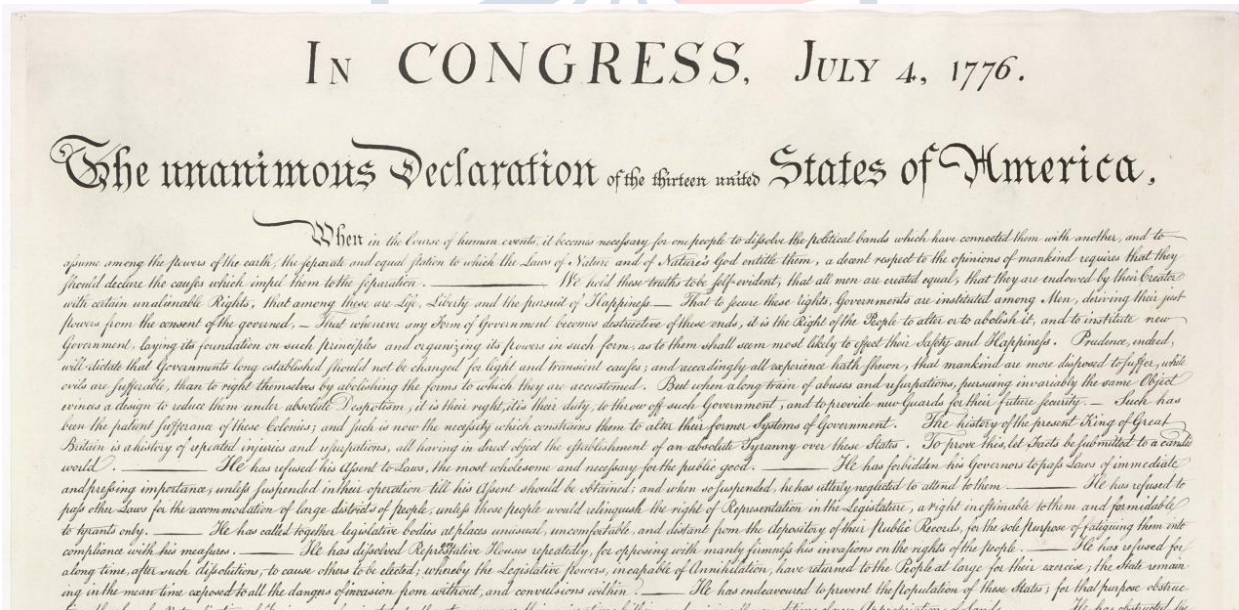 IN CONGRESS, JULY 4, 1776.
The unanimous Declaration of the thirteen united States of America,
When in the Course of human events, it becomes necessary for one people to dissolve the political bands which have connected them with another, and to
assume among the powers of the earth, the separate and equal station to which the Laws of Nature and of Nature's God entitle them, a decent respect to the opinions of mankind requires that they
should declare the causes which impel them to the separation. ——— We hold these truths to be self-evident, that all men are created equal, that they are endowed by their Creator
with certain unalienable Rights, that among these are Life, Liberty and the pursuit of Happiness.— That to secure these rights, Governments are instituted among Men, deriving their just
powers from the consent of the governed, — That whenever any Form of Government becomes destructive of these ends, it is the Right of the People to alter or to abolish it, and to institute new
Government, laying its foundation on such principles and organizing its powers in such form, as to them shall seem most likely to effect their Safety and Happiness. Prudence, indeed,
will dictate that Governments long established should not be changed for light and transient causes; and accordingly all experience hath shewn, that mankind are more disposed to suffer, while
evils are sufferable, than to right themselves by abolishing the forms to which they are accustomed. But when a long train of abuses and usurpations, pursuing invariably the same Object
evinces a design to reduce them under absolute Despotism, it is their right, it is their duty, to throw off such Government, and to provide new Guards for their future security. — Such has
been the patient sufferance of these Colonies; and such is now the necessity which constrains them to alter their former Systems of Government. The history of the present King of Great
Britain is a history of repeated injuries and usurpations, all having in direct object the establishment of an absolute Tyranny over these States. To prove this, let Facts be submitted to a candid
world. ——— He has refused his Assent to Laws, the most wholesome and necessary for the public good. ——— He has forbidden his Governors to pass Laws of immediate
and pressing importance, unless suspended in their operation till his Assent should be obtained; and when so suspended, he has utterly neglected to attend to them ——— He has refused to
pass other Laws for the accommodation of large districts of people, unless those people would relinquish the right of Representation in the Legislature, a right inestimable to them and formidable
to tyrants only. ——— He has called together legislative bodies at places unusual, uncomfortable, and distant from the depository of their Public Records, for the sole purpose of fatiguing them into
compliance with his measures. ——— He has dissolved Representative Houses repeatedly, for opposing with manly firmness his invasions on the rights of the people. ——— He has refused for
a long time, after such dissolutions, to cause others to be elected; whereby the Legislative powers, incapable of Annihilation, have returned to the People at large for their exercise; the State remain
ing in the mean time exposed to all the dangers of invasion from without, and convulsions within. ——— He has endeavoured to prevent the population of these States; for that purpose obstruc